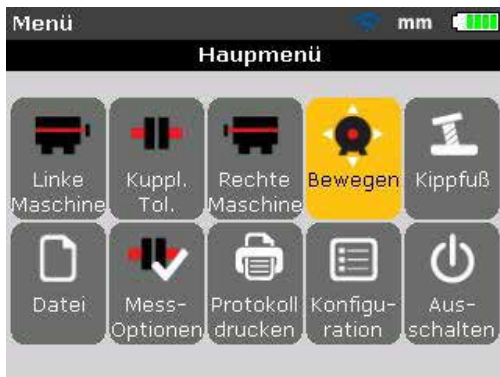 Menü mm
Haupmenü
Linke Kuppl. Rechte Bewegen Kippfuß
Maschine Tol. Maschine
Datei Mess- Protokoll Konfigu- Aus-
Optionen drucken ration schalten